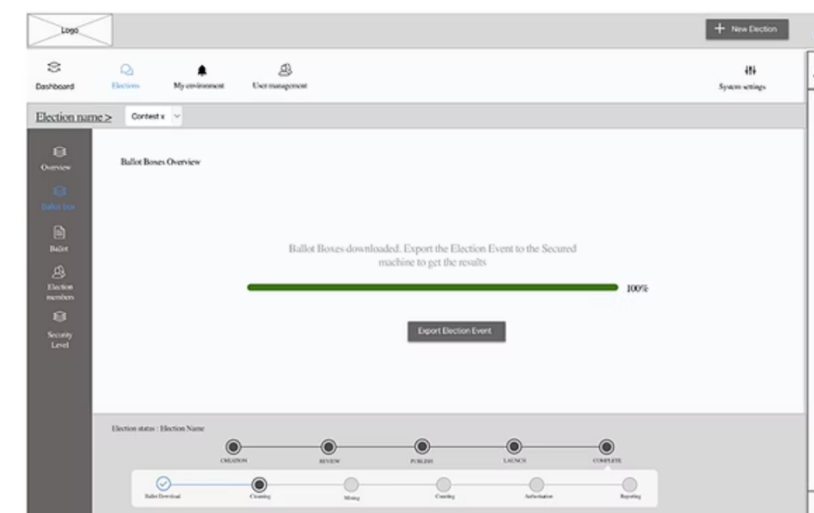 Logo
+ New Election
Dashboard
Elections
My environment
User management
System settings
Election name >
Contest x
Overview
Ballot box
Ballot
Election
members
Security
Level
Ballot Boxes Overview
Ballot Boxes downloaded. Export the Election Event to the Secured
machine to get the results
100%
Export Election Event
Election status : Election Name
CREATION
REVIEW
PUBLISH
LAUNCH
COMPLETE
Ballot Download
Cleansing
Mixing
Counting
Authorisation
Reporting